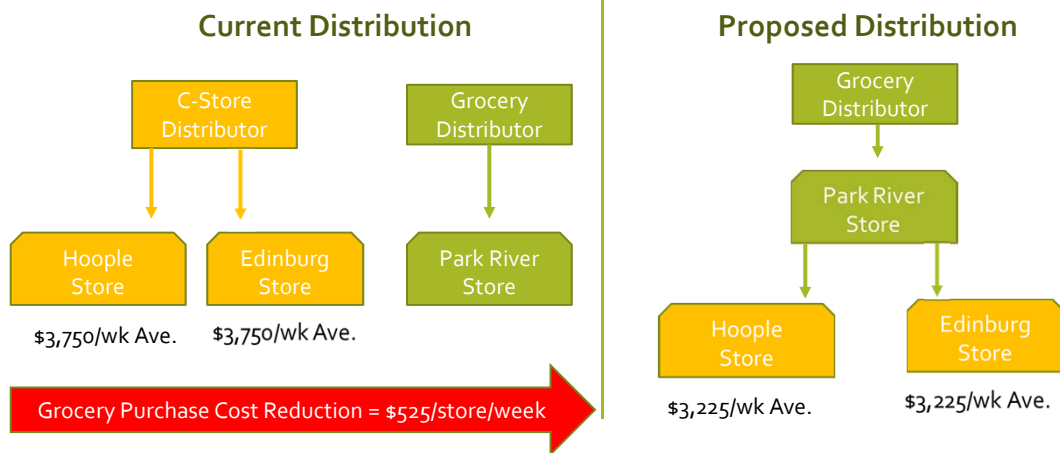 Current Distribution
C-Store
Distributor
Grocery
Distributor
Hoople
Store
Edinburg
Store
Park River
Store
$3,750/wk Ave.
$3,750/wk Ave.
Grocery Purchase Cost Reduction = $525/store/week
Proposed Distribution
Grocery
Distributor
Park River
Store
Hoople
Store
Edinburg
Store
$3,225/wk Ave.
$3,225/wk Ave.